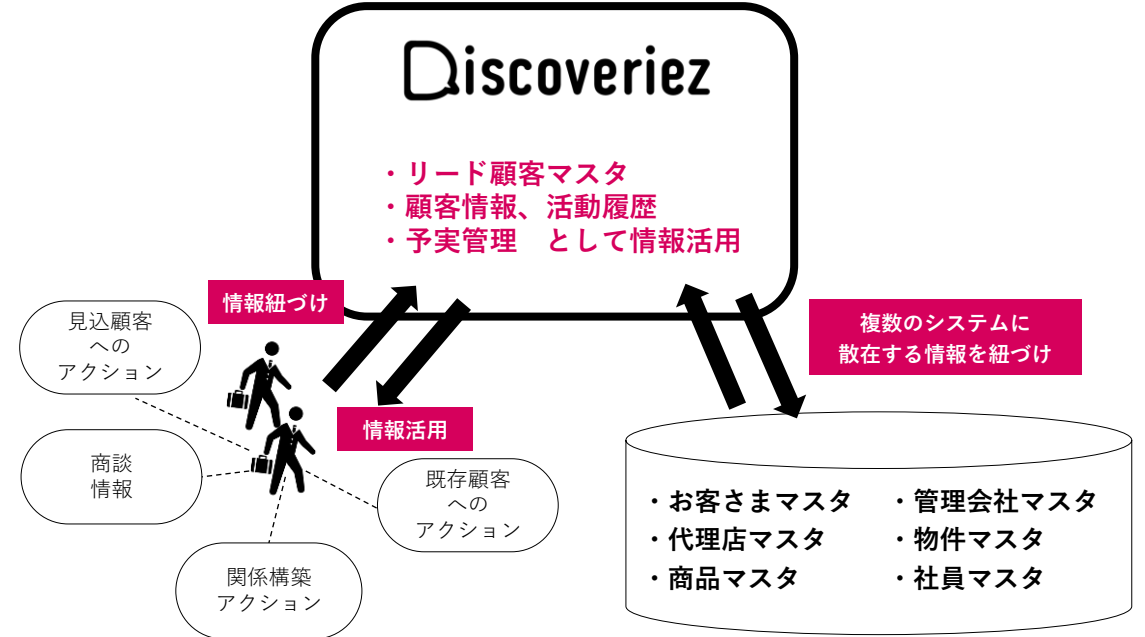 Discoveriez
・リード顧客マスタ
・顧客情報、活動履歴
・予実管理　として情報活用
情報紐づけ
見込顧客
への
アクション
複数のシステムに
散在する情報を紐づけ
情報活用
商談
情報
既存顧客
への
アクション
関係構築
アクション
・お客さまマスタ
・代理店マスタ
・商品マスタ
・管理会社マスタ
・物件マスタ
・社員マスタ